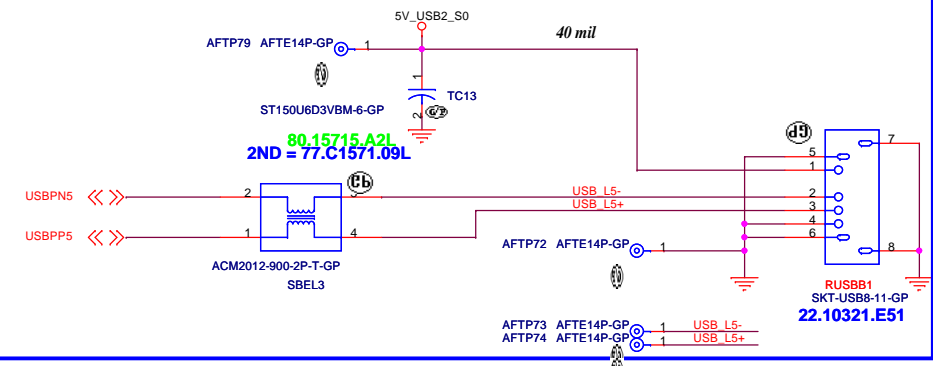 5V_USB2_S0
40 mil
AFTP79 AFTE14P-GP 1
1
TC13
2
ST150U6D3VBM-6-GP
80.15715.A2L
2ND = 77.C1571.09L
GP
7
5
1
USBPN5 2
USB_L5- 2
USB_L5+ 3
4
USBPP5 1 4
6
AFTP72 AFTE14P-GP 1
8
ACM2012-900-2P-T-GP
SBEL3
RUSBB1
SKT-USB8-11-GP
22.10321.E51
AFTP73 AFTE14P-GP 1 USB_L5-
AFTP74 AFTE14P-GP 1 USB_L5+